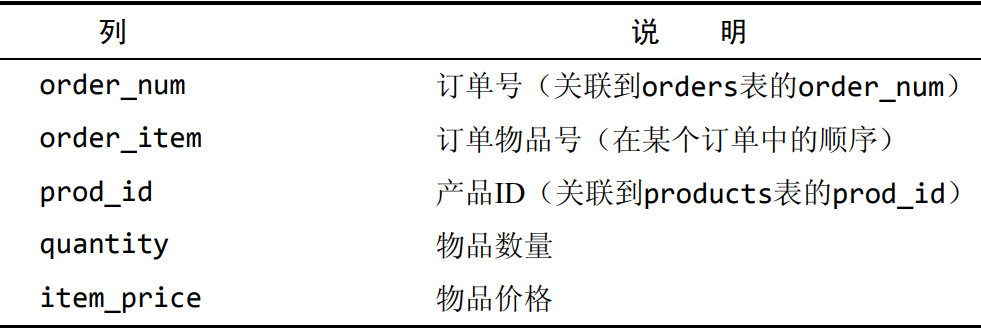 列 说 明
order_num 订单号（关联到orders表的order_num）
order_item 订单物品号（在某个订单中的顺序）
prod_id 产品ID（关联到products表的prod_id）
quantity 物品数量
item_price 物品价格